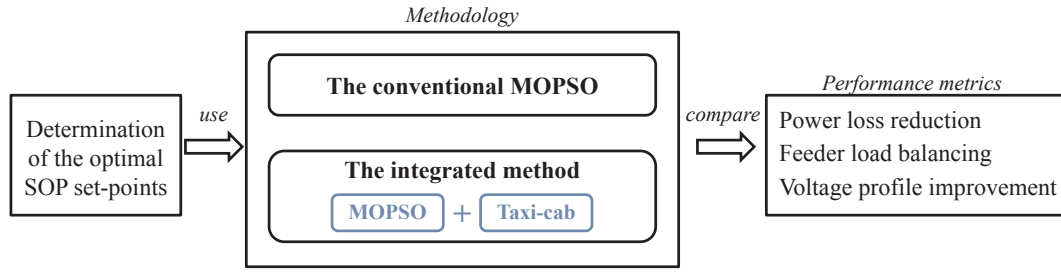 Methodology
The conventional MOPSO
Determination
of the optimal
SOP set-points
use
The integrated method
MOPSO + Taxi-cab
compare
Performance metrics
Power loss reduction
Feeder load balancing
Voltage profile improvement